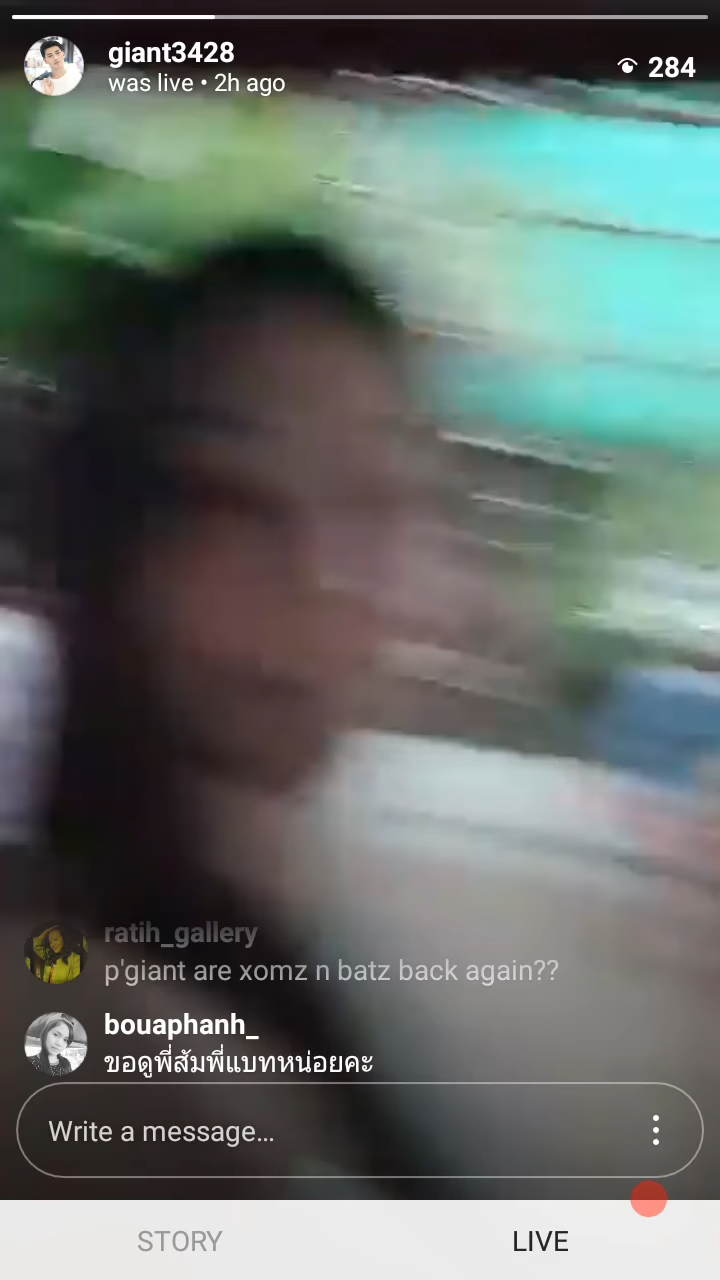 giant3428
was live • 2h ago
284
ratih_gallery
p'giant are xomz n batz back again??
bouaphanh_
ขอดูพี่ส้มพี่แบทหน่อยคะ
Write a message...
STORY
LIVE